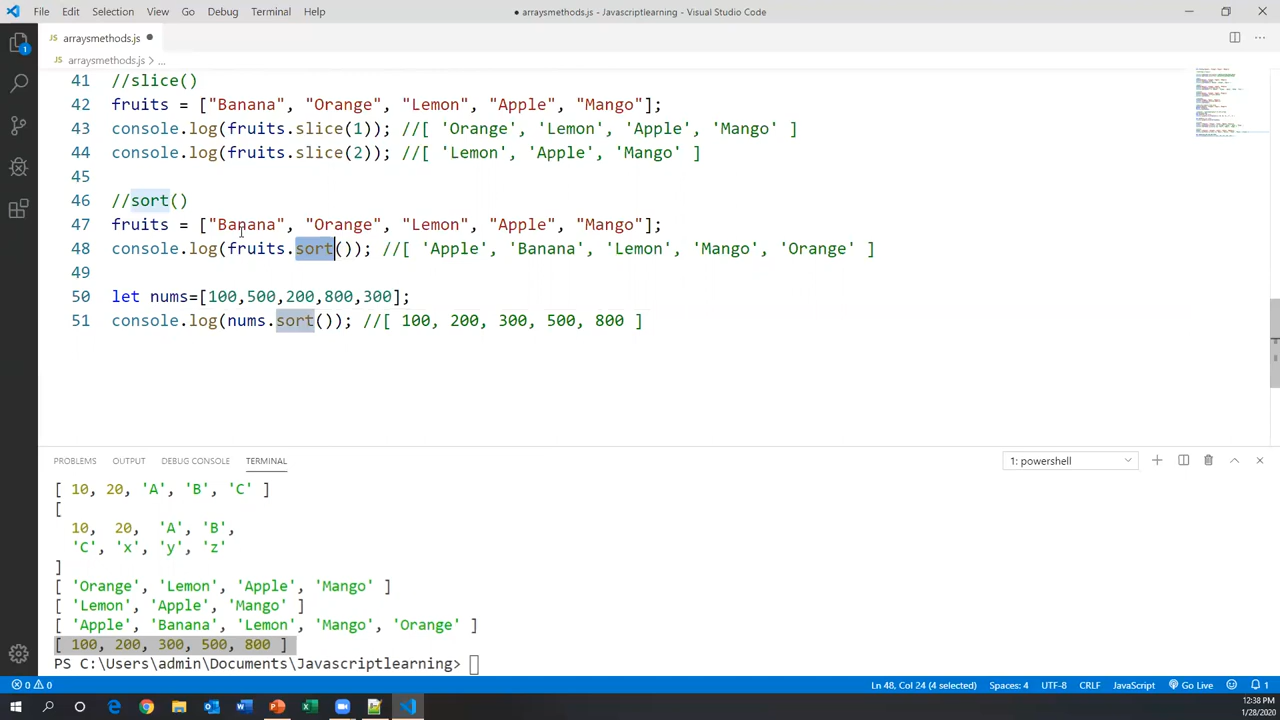 File Edit Selection View Go Debug Terminal Help
● arraysmethods.js - Javascriptlearning - Visual Studio Code
JS arraysmethods.js ●
JS arraysmethods.js > ...
41 //slice()
42 fruits = ["Banana", "Orange", "Lemon", "Apple", "Mango"];
43 console.log(fruits.slice(1)); //[ 'Orange', 'Lemon', 'Apple', 'Mango' ]
44 console.log(fruits.slice(2)); //[ 'Lemon', 'Apple', 'Mango' ]
45
46 //sort()
47 fruits = ["Banana", "Orange", "Lemon", "Apple", "Mango"];
48 console.log(fruits.sort()); //[ 'Apple', 'Banana', 'Lemon', 'Mango', 'Orange' ]
49
50 let nums=[100,500,200,800,300];
51 console.log(nums.sort()); //[ 100, 200, 300, 500, 800 ]
PROBLEMS OUTPUT DEBUG CONSOLE TERMINAL
1: powershell
[ 10, 20, 'A', 'B', 'C' ]
[
10, 20, 'A', 'B',
'C', 'x', 'y', 'z'
]
[ 'Orange', 'Lemon', 'Apple', 'Mango' ]
[ 'Lemon', 'Apple', 'Mango' ]
[ 'Apple', 'Banana', 'Lemon', 'Mango', 'Orange' ]
[ 100, 200, 300, 500, 800 ]
PS C:\Users\admin\Documents\Javascriptlearning>
0 0 Ln 48, Col 24 (4 selected) Spaces: 4 UTF-8 CRLF JavaScript Go Live 1
12:38 PM
1/28/2020